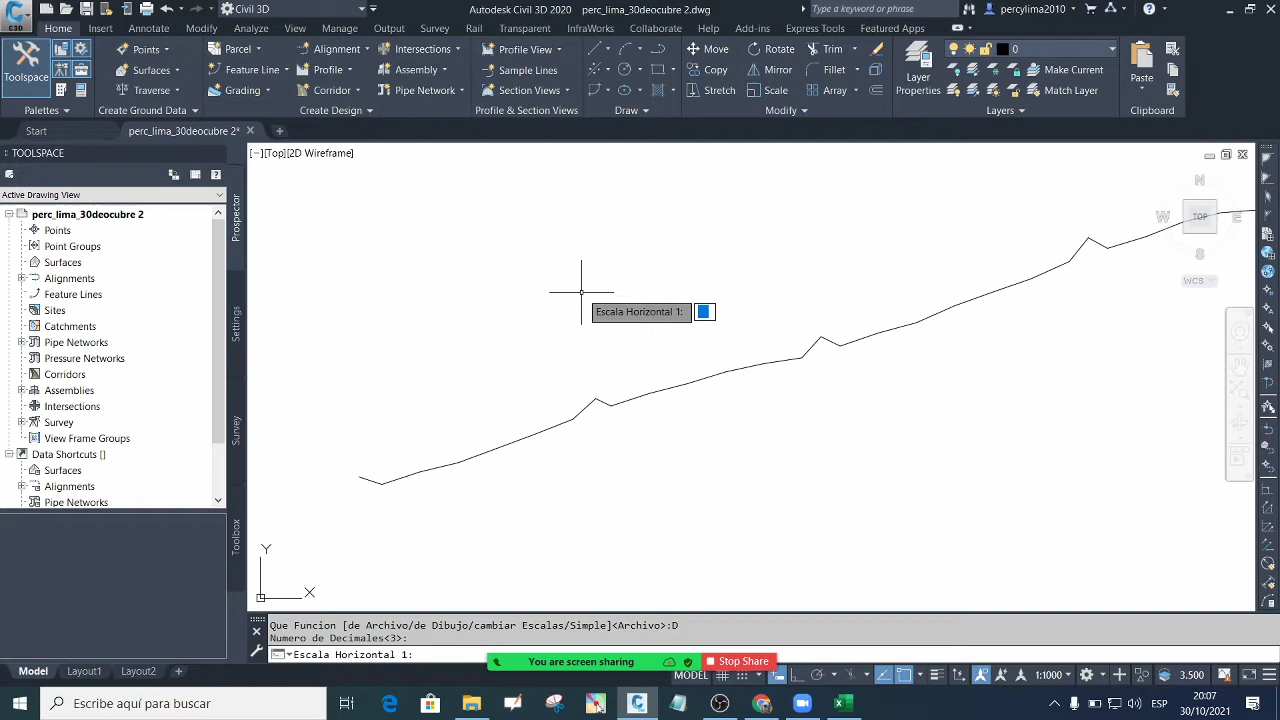 Civil 3D
Autodesk Civil 3D 2020 perc_lima_30deocubre 2.dwg
Type a keyword or phrase
percylima2010
Home Insert Annotate Modify Analyze View Manage Output Survey Rail Transparent InfraWorks Collaborate Help Add-ins Express Tools Featured Apps
Toolspace
Points
Surfaces
Traverse
Parcel
Feature Line
Grading
Alignment
Profile
Corridor
Intersections
Assembly
Pipe Network
Profile View
Sample Lines
Section Views
Move
Copy
Stretch
Rotate
Mirror
Scale
Trim
Fillet
Array
Layer
Properties
0
Make Current
Match Layer
Paste
Palettes
Create Ground Data
Create Design
Profile & Section Views
Draw
Modify
Layers
Clipboard
Start
perc_lima_30deocubre 2*
TOOLSPACE
Active Drawing View
perc_lima_30deocubre 2
Points
Point Groups
Surfaces
Alignments
Feature Lines
Sites
Catchments
Pipe Networks
Pressure Networks
Corridors
Assemblies
Intersections
Survey
View Frame Groups
Data Shortcuts []
Surfaces
Alignments
Pipe Networks
Prospector
Settings
Survey
Toolbox
[−][Top][2D Wireframe]
N
W TOP E
S
WCS
Escala Horizontal 1:
Y
X
Que Funcion [de Archivo/de Dibujo/cambiar Escalas/Simple]<Archivo>:D
Numero de Decimales<3>:
Escala Horizontal 1:
You are screen sharing
Stop Share
Model Layout1 Layout2
MODEL
1:1000
3.500
Escribe aquí para buscar
ESP
20:07
30/10/2021